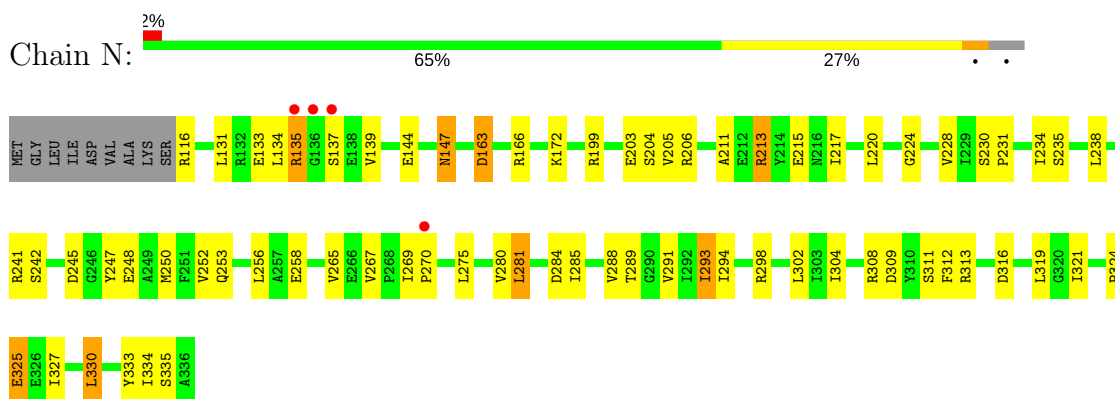 2%
Chain N:
65% 27% • •
MET GLY LEU ILE ASP VAL ALA LYS SER R116 L131 R132 E133 L134 R135 G136 S137 E138 V139 E144 N147 D163 R166 K172 R199 E203 S204 V205 R206 A211 E212 R213 Y214 E215 N216 I217 L220 G224 V228 I229 S230 P231 I234 S235 L238
R241 S242 D245 G246 Y247 E248 A249 M250 F251 V252 Q253 L256 A257 E258 V265 E266 V267 P268 I269 P270 L275 V280 L281 D284 I285 V288 T289 G290 V291 I292 I293 I294 R298 L302 I303 I304 R308 D309 Y310 S311 F312 R313 D316 L319 G320 I321
E325 E326 I327 L330 Y333 I334 S335 A336